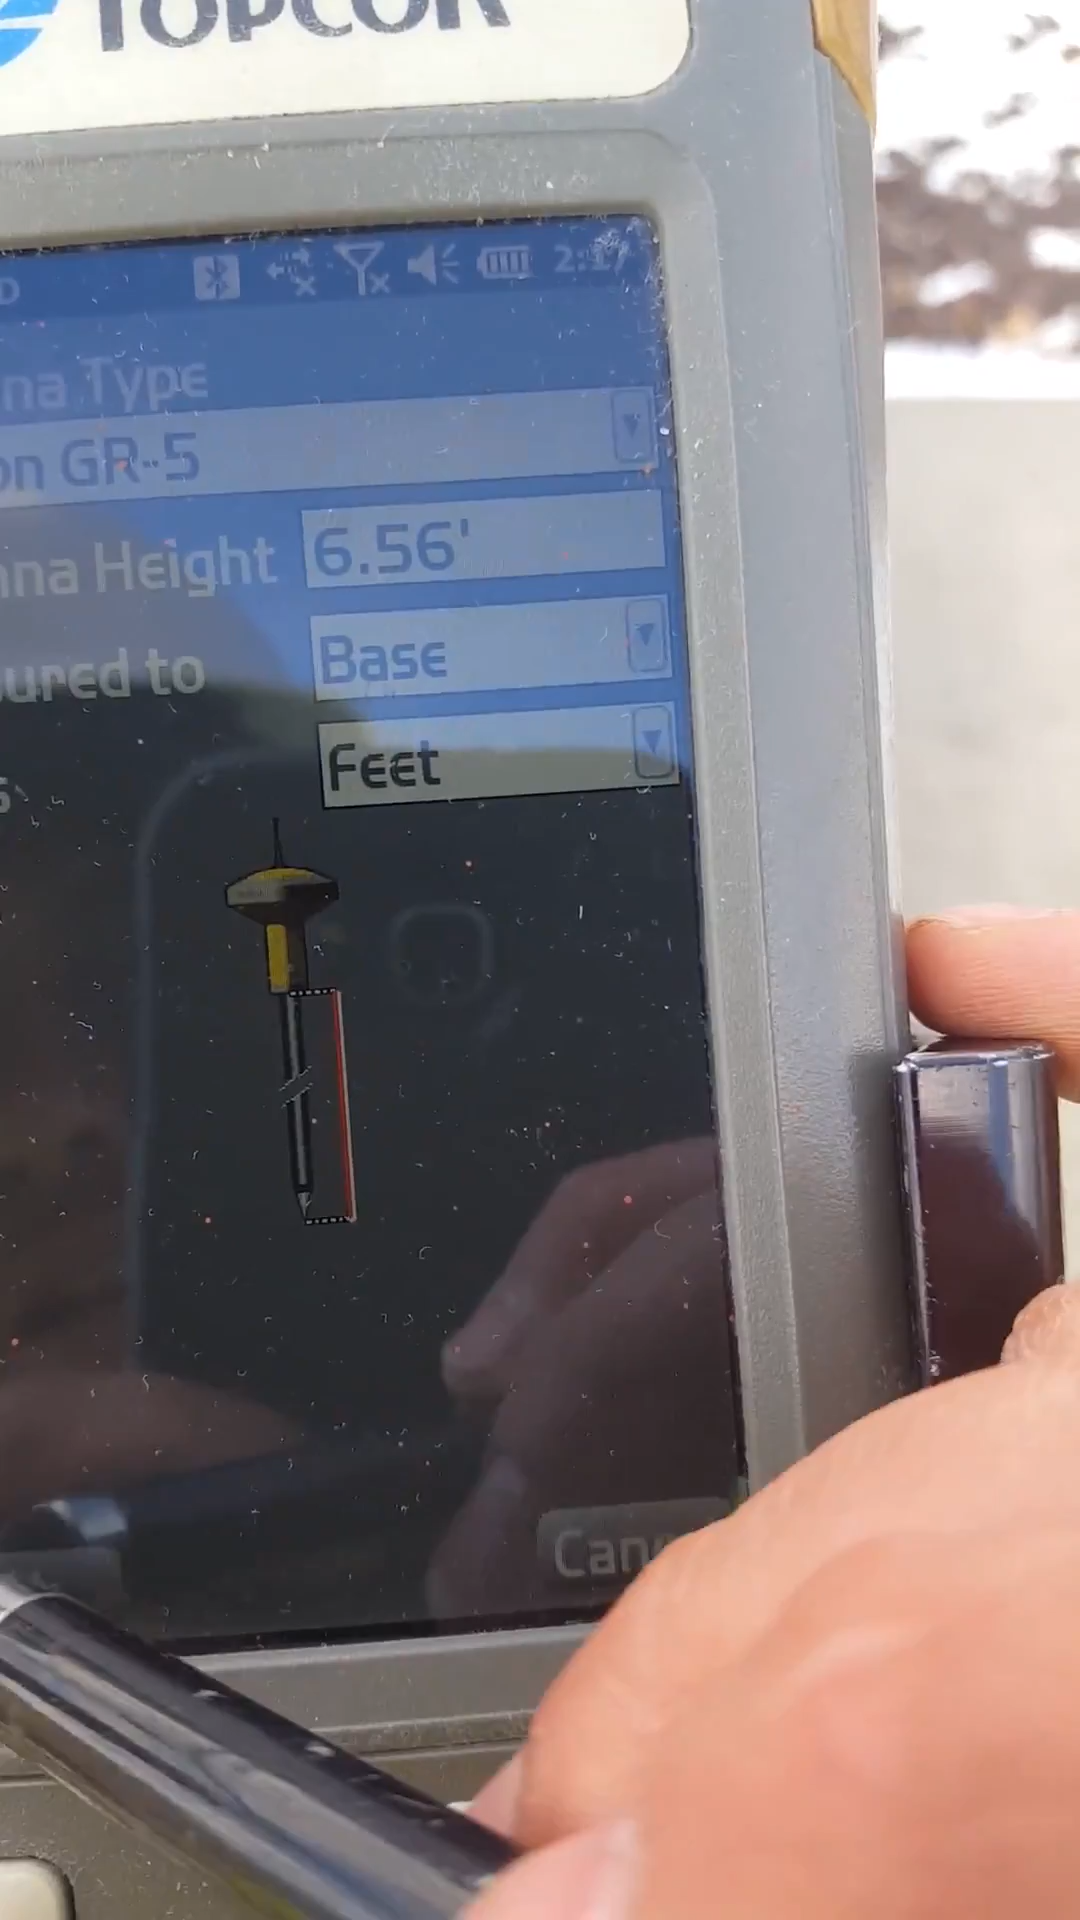 TOPCON
D 2:17
na Type
on GR-5
nna Height 6.56'
ured to Base
Feet
Can